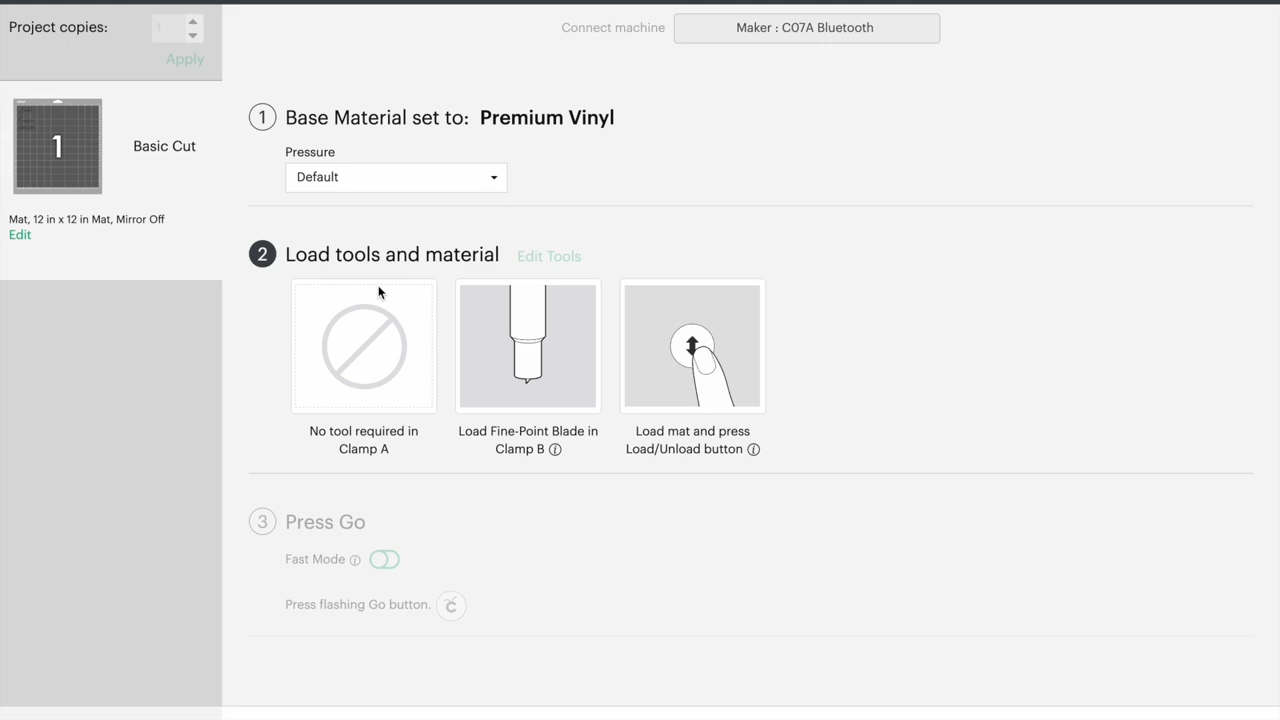 Project copies:
1
Apply
Connect machine
Maker : C07A Bluetooth
1
Basic Cut
Mat, 12 in x 12 in Mat, Mirror Off
Edit
1 Base Material set to: Premium Vinyl
Pressure
Default
2 Load tools and material Edit Tools
No tool required in
Clamp A
Load Fine-Point Blade in
Clamp B
Load mat and press
Load/Unload button
3 Press Go
Fast Mode
Press flashing Go button.